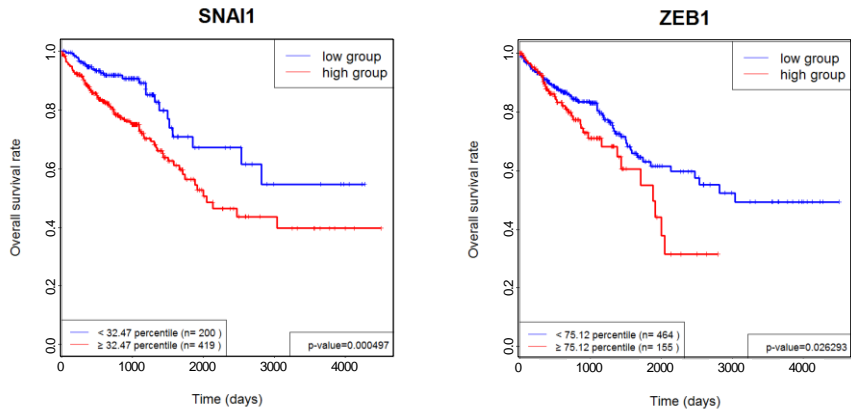 SNAI1
low group
high group
Overall survival rate
1.0
0.8
0.6
0.4
0.2
0.0
< 32.47 percentile (n= 200 )
≥ 32.47 percentile (n= 419 )
p-value=0.000497
0 1000 2000 3000 4000
Time (days)
ZEB1
low group
high group
Overall survival rate
1.0
0.8
0.6
0.4
0.2
0.0
< 75.12 percentile (n= 464 )
≥ 75.12 percentile (n= 155 )
p-value=0.026293
0 1000 2000 3000 4000
Time (days)